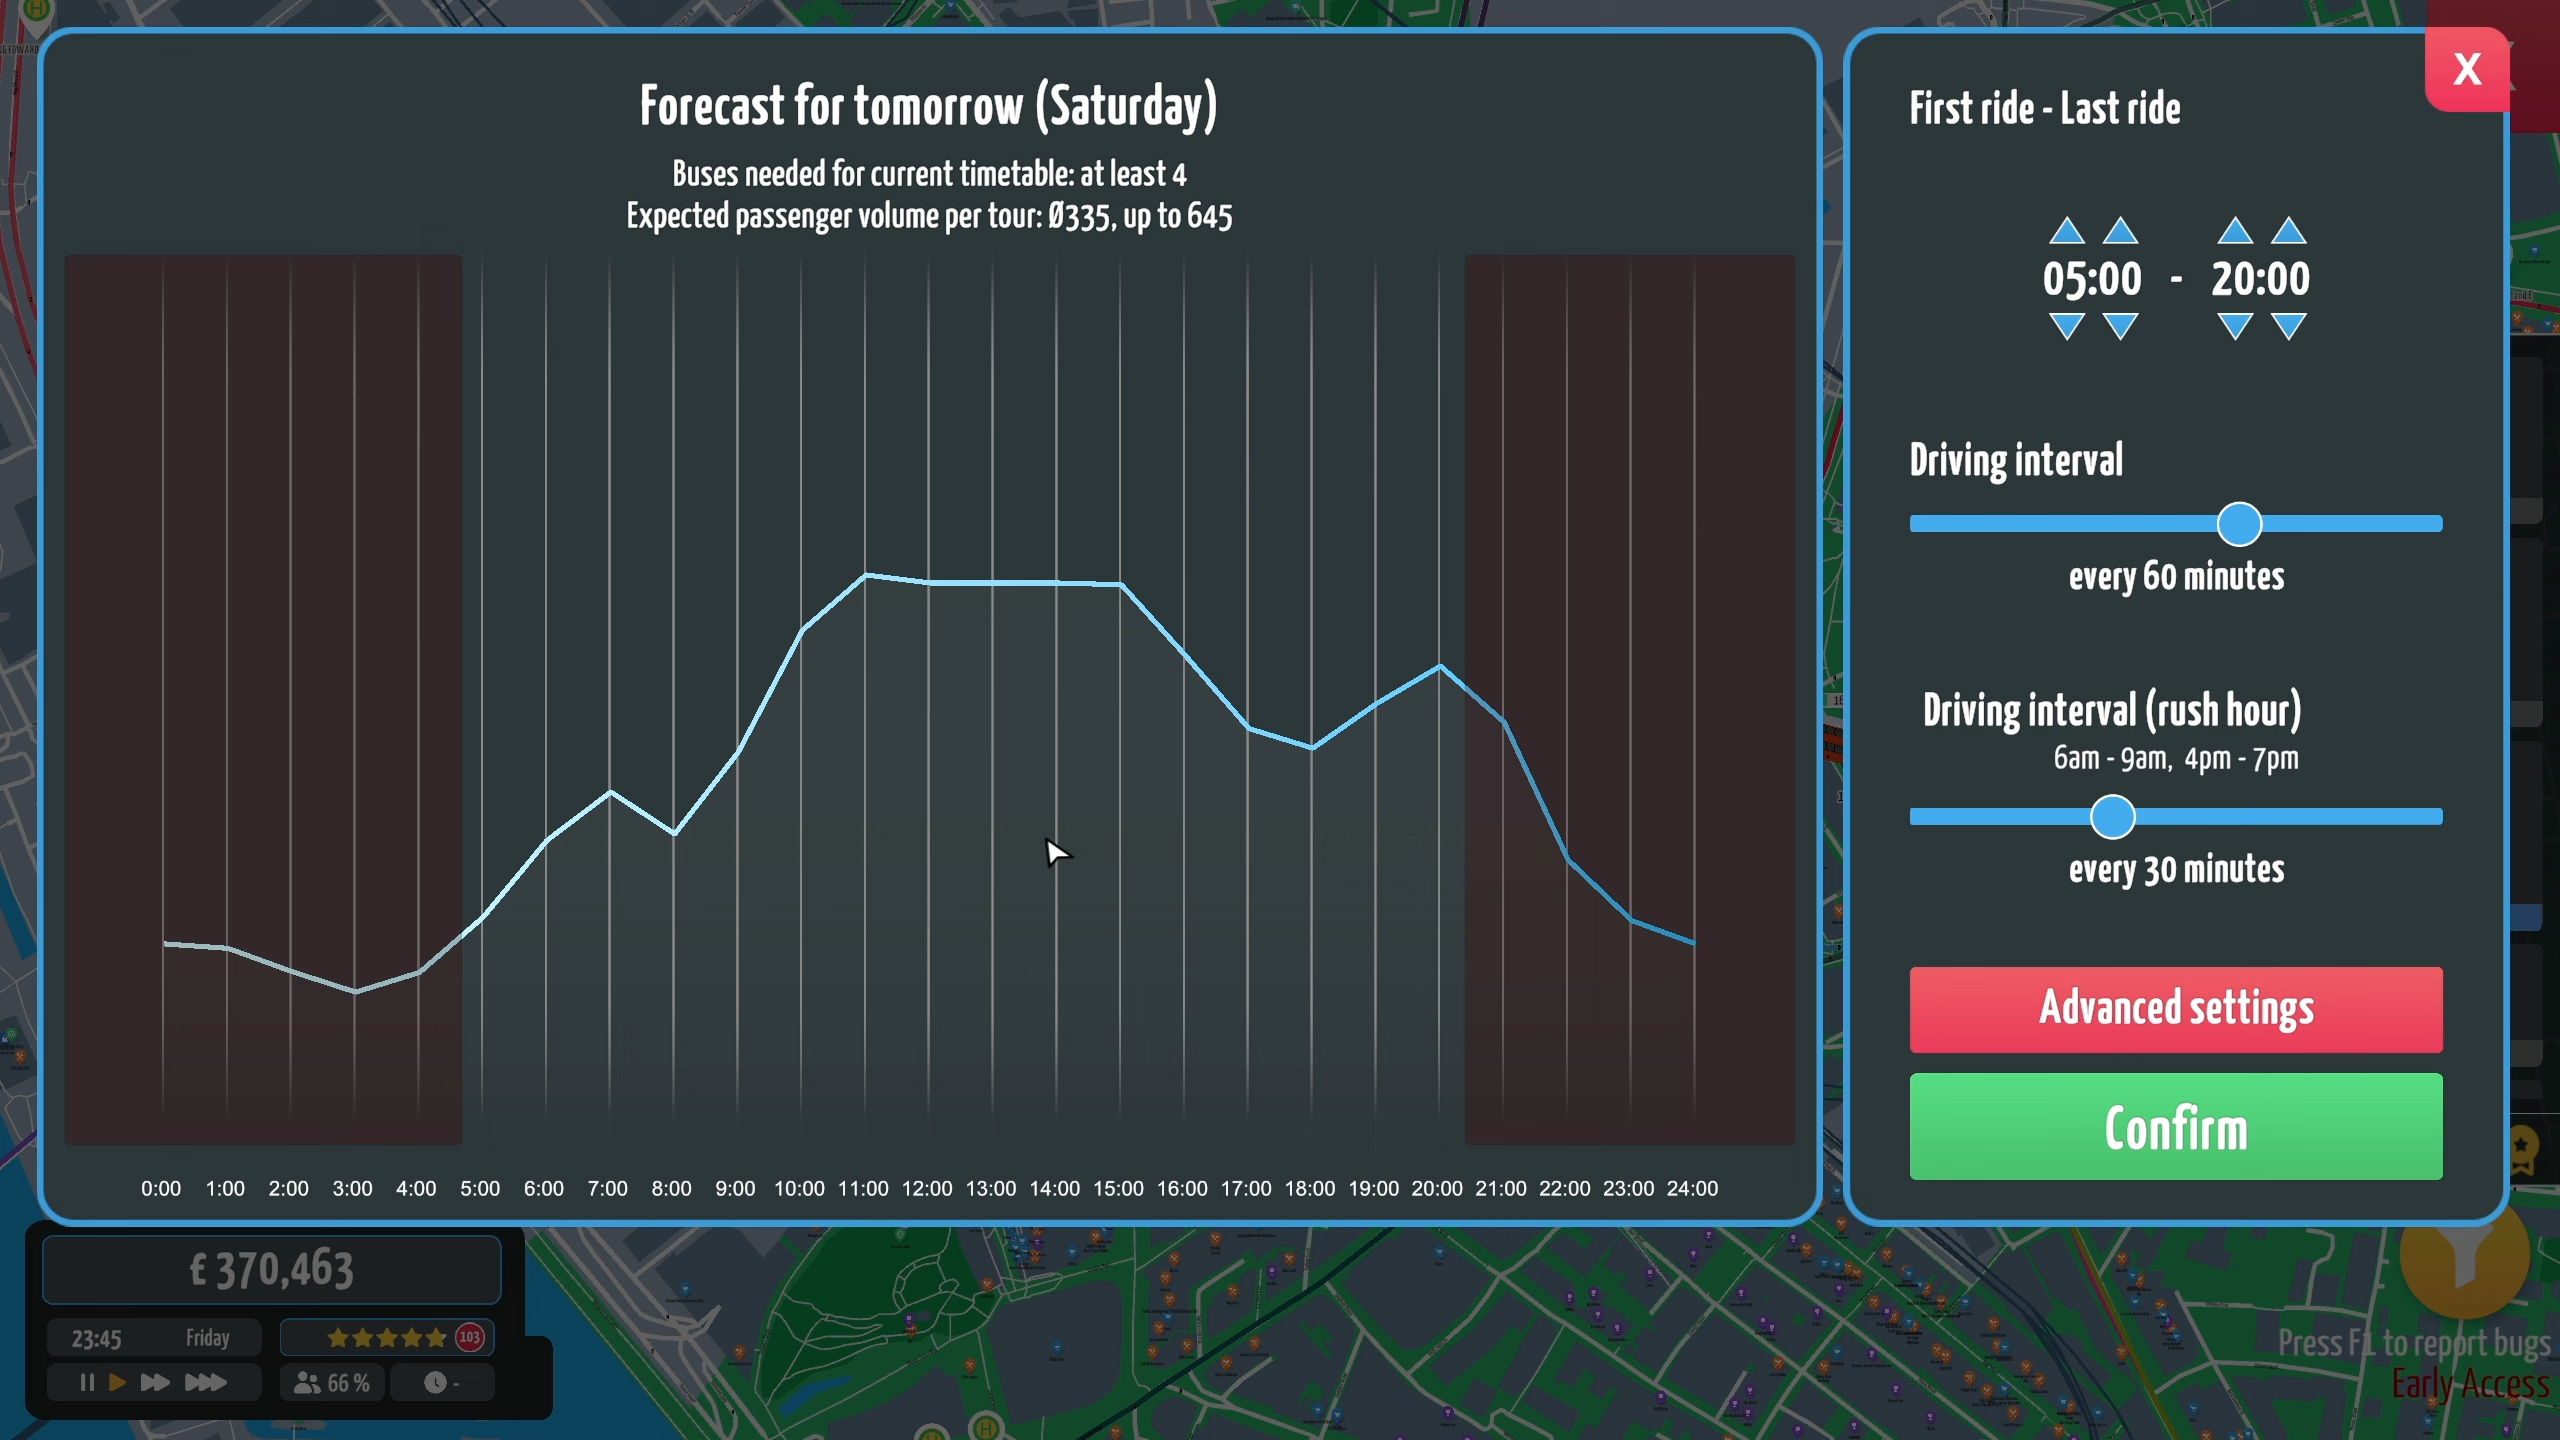 Forecast for tomorrow (Saturday)
Buses needed for current timetable: at least 4
Expected passenger volume per tour: Ø335, up to 645
0:00 1:00 2:00 3:00 4:00 5:00 6:00 7:00 8:00 9:00 10:00 11:00 12:00 13:00 14:00 15:00 16:00 17:00 18:00 19:00 20:00 21:00 22:00 23:00 24:00
X
First ride - Last ride
05:00 - 20:00
Driving interval
every 60 minutes
Driving interval (rush hour)
6am - 9am, 4pm - 7pm
every 30 minutes
Advanced settings
Confirm
£ 370,463
23:45 Friday
103
66 %
-
Press F1 to report bugs
Early Access